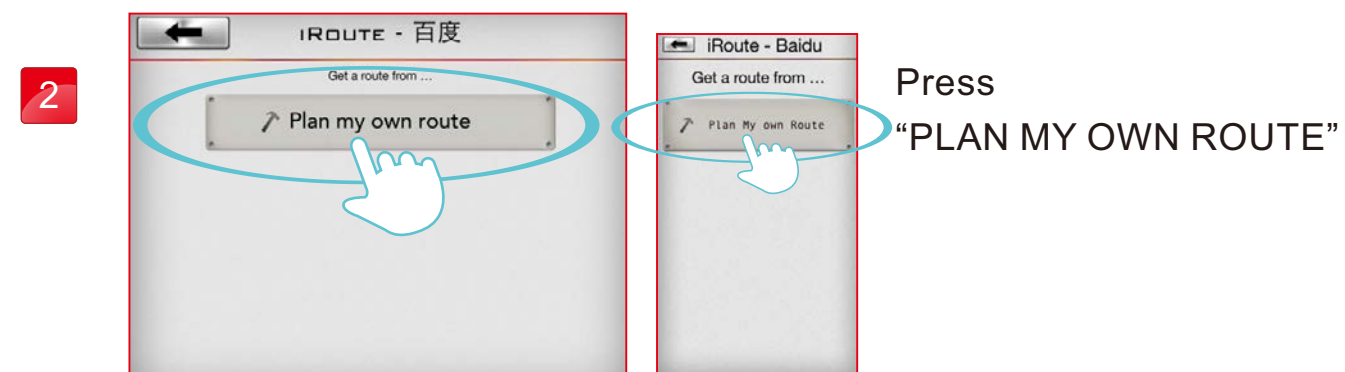 2
iRoute - 百度
Get a route from ...
Plan my own route
iRoute - Baidu
Get a route from ...
Plan My own Route
Press
“PLAN MY OWN ROUTE”